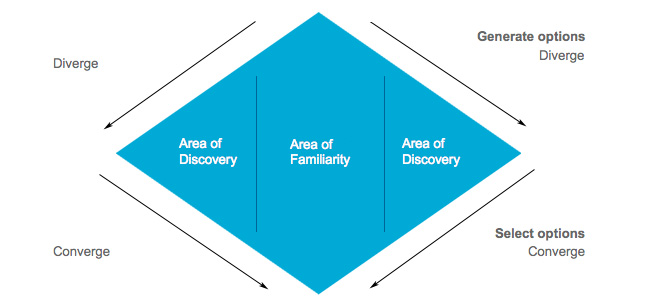 Generate options
Diverge
Diverge
Area of
Discovery
Area of
Familiarity
Area of
Discovery
Select options
Converge
Converge